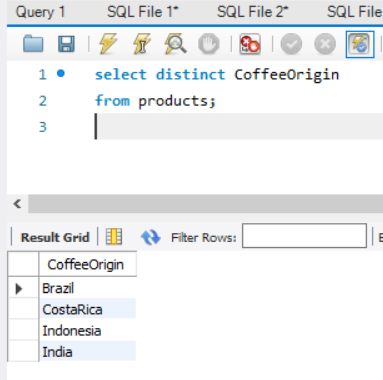 Query 1 SQL File 1* SQL File 2* SQL File
1 select distinct CoffeeOrigin
2 from products;
3
Result Grid Filter Rows:
CoffeeOrigin
Brazil
CostaRica
Indonesia
India